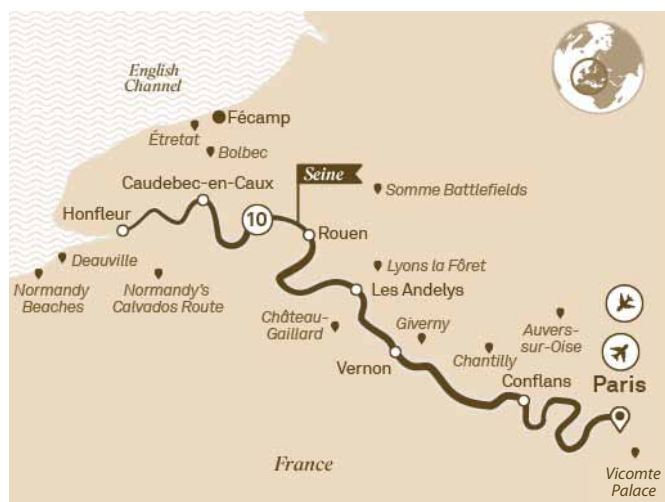 English
Channel
Fécamp
Étretat
Bolbec
Caudebec-en-Caux
Seine
Somme Battlefields
Honfleur
10
Rouen
Deauville
Normandy
Beaches
Normandy's
Calvados Route
Lyons la Fôret
Les Andelys
Château-
Gaillard
Giverny
Auvers-
sur-Oise
Chantilly
Vernon
Conflans
Paris
France
Vicomte
Palace